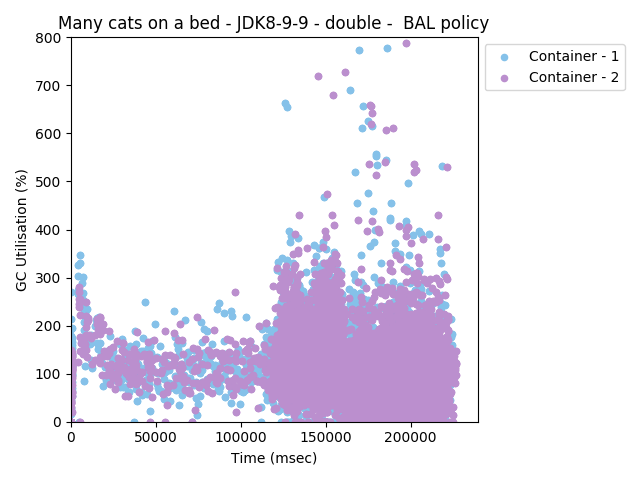 Many cats on a bed - JDK8-9-9 - double -  BAL policy
Container - 1
Container - 2
GC Utilisation (%)
800
700
600
500
400
300
200
100
0
0 50000 100000 150000 200000
Time (msec)